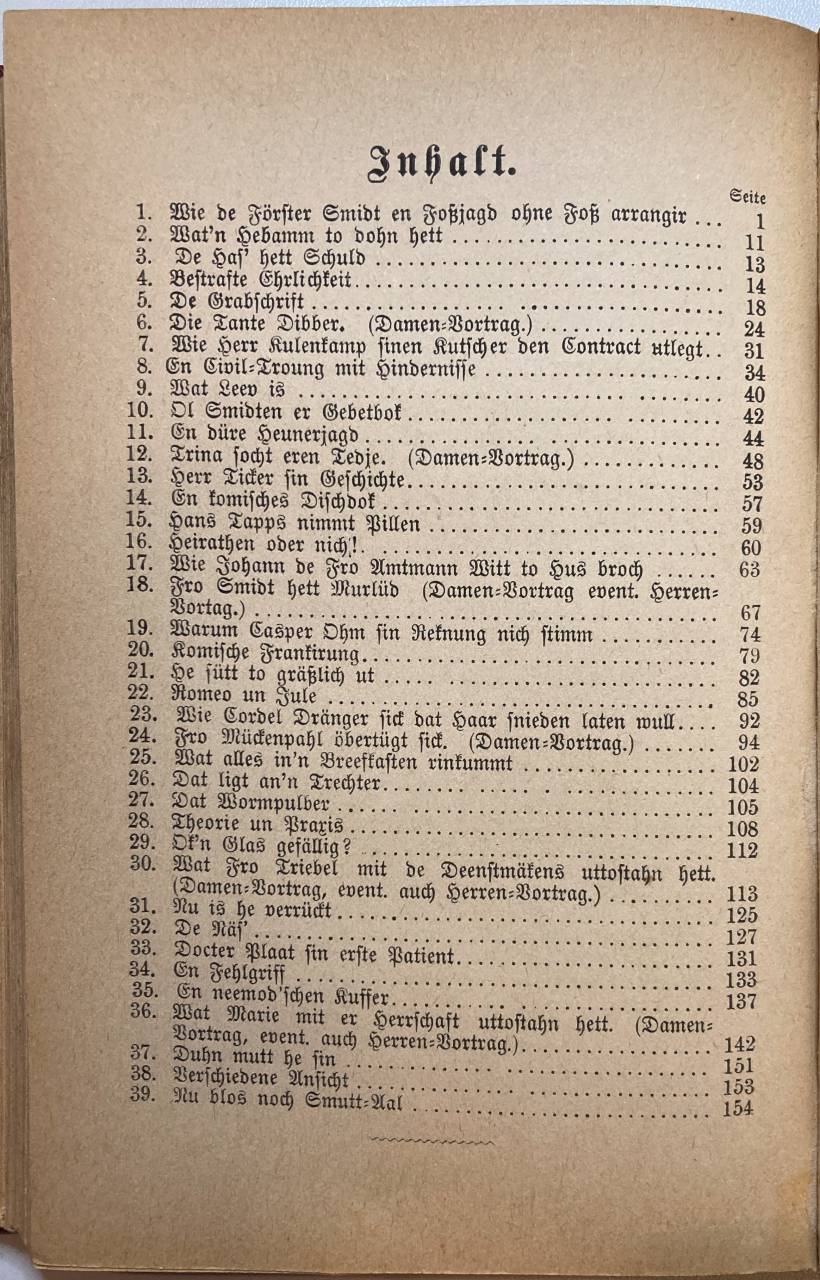 Inhalt.
Seite
1. Wie de Förster Smidt en Foßjagd ohne Foß arrangir ... 1
2. Wat'n Hebamm to dohn hett ........................ 11
3. De Has' hett Schuld ........................ 13
4. Bestrafte Ehrlichkeit ........................ 14
5. De Grabschrift ........................ 18
6. Die Tante Dibber. (Damen-Vortrag.) .................. 24
7. Wie Herr Kulenkamp sinen Kutscher den Contract utlegt.. 31
8. En Civil-Troung mit Hindernisse ........................ 34
9. Wat Leev is ........................ 40
10. Ol Smidten er Gebetbok ........................ 42
11. En düre Heunerjagd ........................ 44
12. Trina socht eren Tedje. (Damen-Vortrag.) ............. 48
13. Herr Ticker sin Geschichte ........................ 53
14. En komisches Dischdok ........................ 57
15. Hans Tapps nimmt Pillen ........................ 59
16. Heirathen oder nich! ........................ 60
17. Wie Johann de Fro Amtmann Witt to Hus broch ...... 63
18. Fro Smidt hett Murlüd (Damen-Vortrag event. Herren-
Vortag.) ........................ 67
19. Warum Casper Ohm sin Reknung nich stimm ........... 74
20. Komische Frankirung ........................ 79
21. He sütt to gräßlich ut ........................ 82
22. Romeo un Jule ........................ 85
23. Wie Cordel Dränger sick dat Haar snieden laten wull.... 92
24. Fro Mückenpahl öbertügt sick. (Damen-Vortrag.) ....... 94
25. Wat alles in'n Breefkasten rinkummt .................. 102
26. Dat ligt an'n Trechter ........................ 104
27. Dat Wormpulber ........................ 105
28. Theorie un Praxis ........................ 108
29. Ok'n Glas gefällig? ........................ 112
30. Wat Fro Triebel mit de Deenstmäkens uttostahn hett.
(Damen-Vortrag, event. auch Herren-Vortrag.) .......... 113
31. Nu is he verrückt ........................ 125
32. De Näs' ........................ 127
33. Docter Plaat sin erste Patient ........................ 131
34. En Fehlgriff ........................ 133
35. En neemod'schen Kuffer ........................ 137
36. Wat Marie mit er Herrschaft uttostahn hett. (Damen-
Vortrag, event. auch Herren-Vortrag.) .................. 142
37. Duhn mutt he sin ........................ 151
38. Verschiedene Ansicht ........................ 153
39. Nu blos noch Smutt-Aal ........................ 154